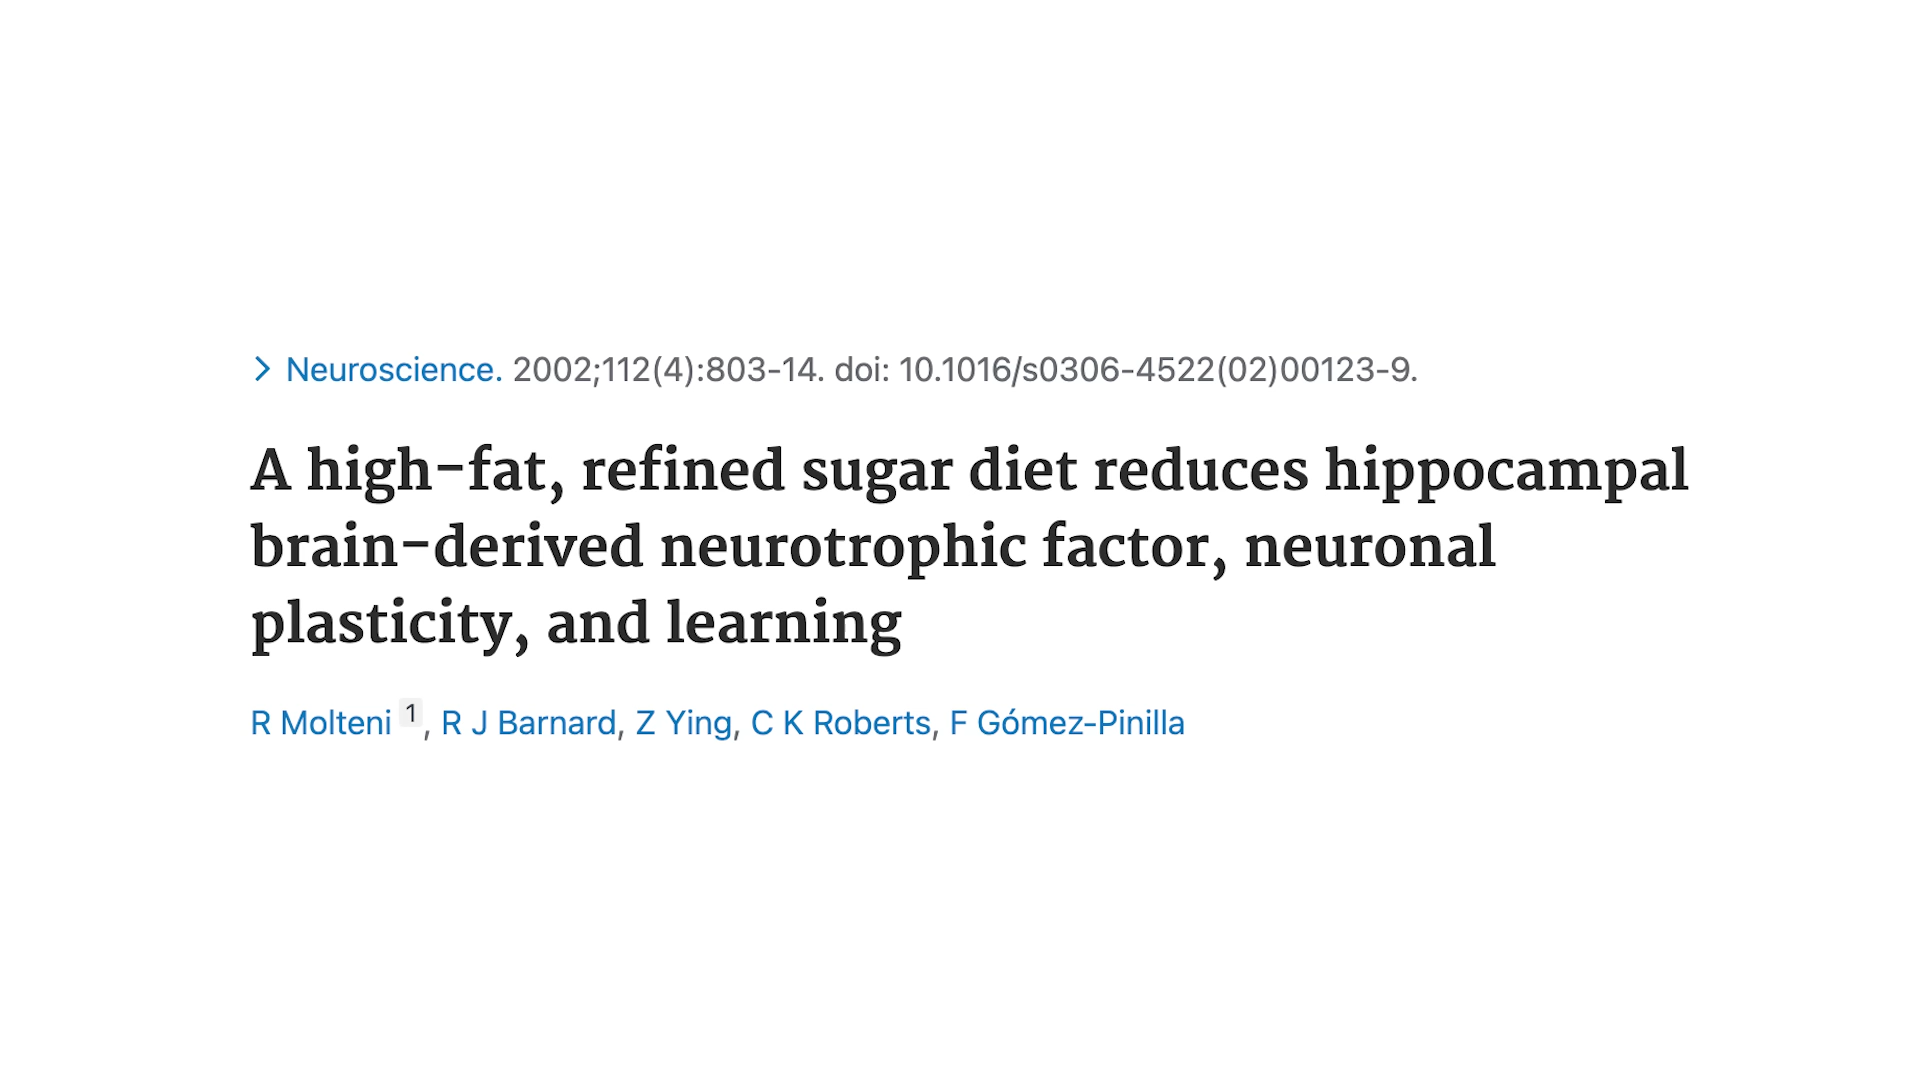 > Neuroscience. 2002;112(4):803-14. doi: 10.1016/s0306-4522(02)00123-9.
A high-fat, refined sugar diet reduces hippocampal
brain-derived neurotrophic factor, neuronal
plasticity, and learning
R Molteni 1, R J Barnard, Z Ying, C K Roberts, F Gómez-Pinilla